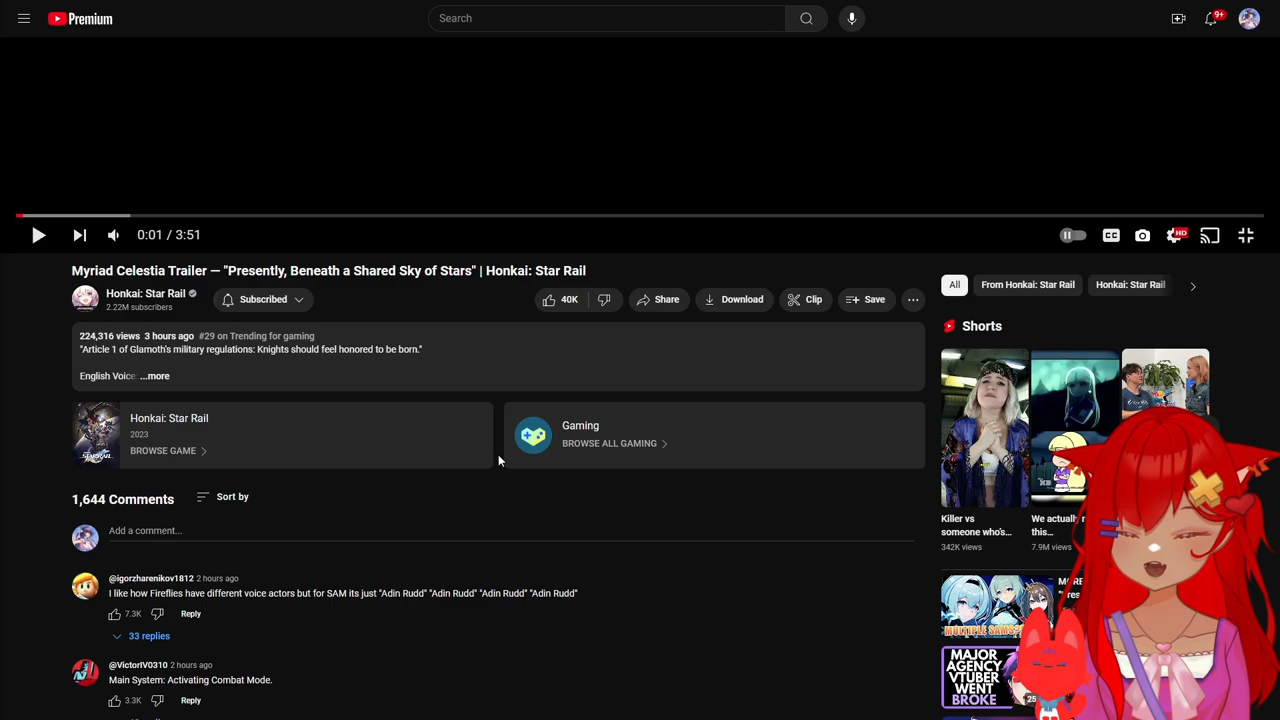 Premium
Search
9+
0:01 / 3:51
HD
Myriad Celestia Trailer — "Presently, Beneath a Shared Sky of Stars" | Honkai: Star Rail
Honkai: Star Rail
2.22M subscribers
Subscribed
40K
Share
Download
Clip
Save
224,316 views 3 hours ago #29 on Trending for gaming
"Article 1 of Glamoth's military regulations: Knights should feel honored to be born."
English Voice: ...more
Honkai: Star Rail
2023
BROWSE GAME
Gaming
BROWSE ALL GAMING
1,644 Comments
Sort by
Add a comment...
@igorzharenikov1812 2 hours ago
I like how Fireflies have different voice actors but for SAM its just "Adin Rudd" "Adin Rudd" "Adin Rudd" "Adin Rudd"
7.3K
Reply
33 replies
@VictorIV0310 2 hours ago
Main System: Activating Combat Mode.
3.3K
Reply
All
From Honkai: Star Rail
Honkai: Star Rail
Shorts
Killer vs
someone who's...
342K views
We actually
this...
7.9M views
MULTIPLE SAMS?
MAJOR
AGENCY
VTUBER
WENT
BROKE
25